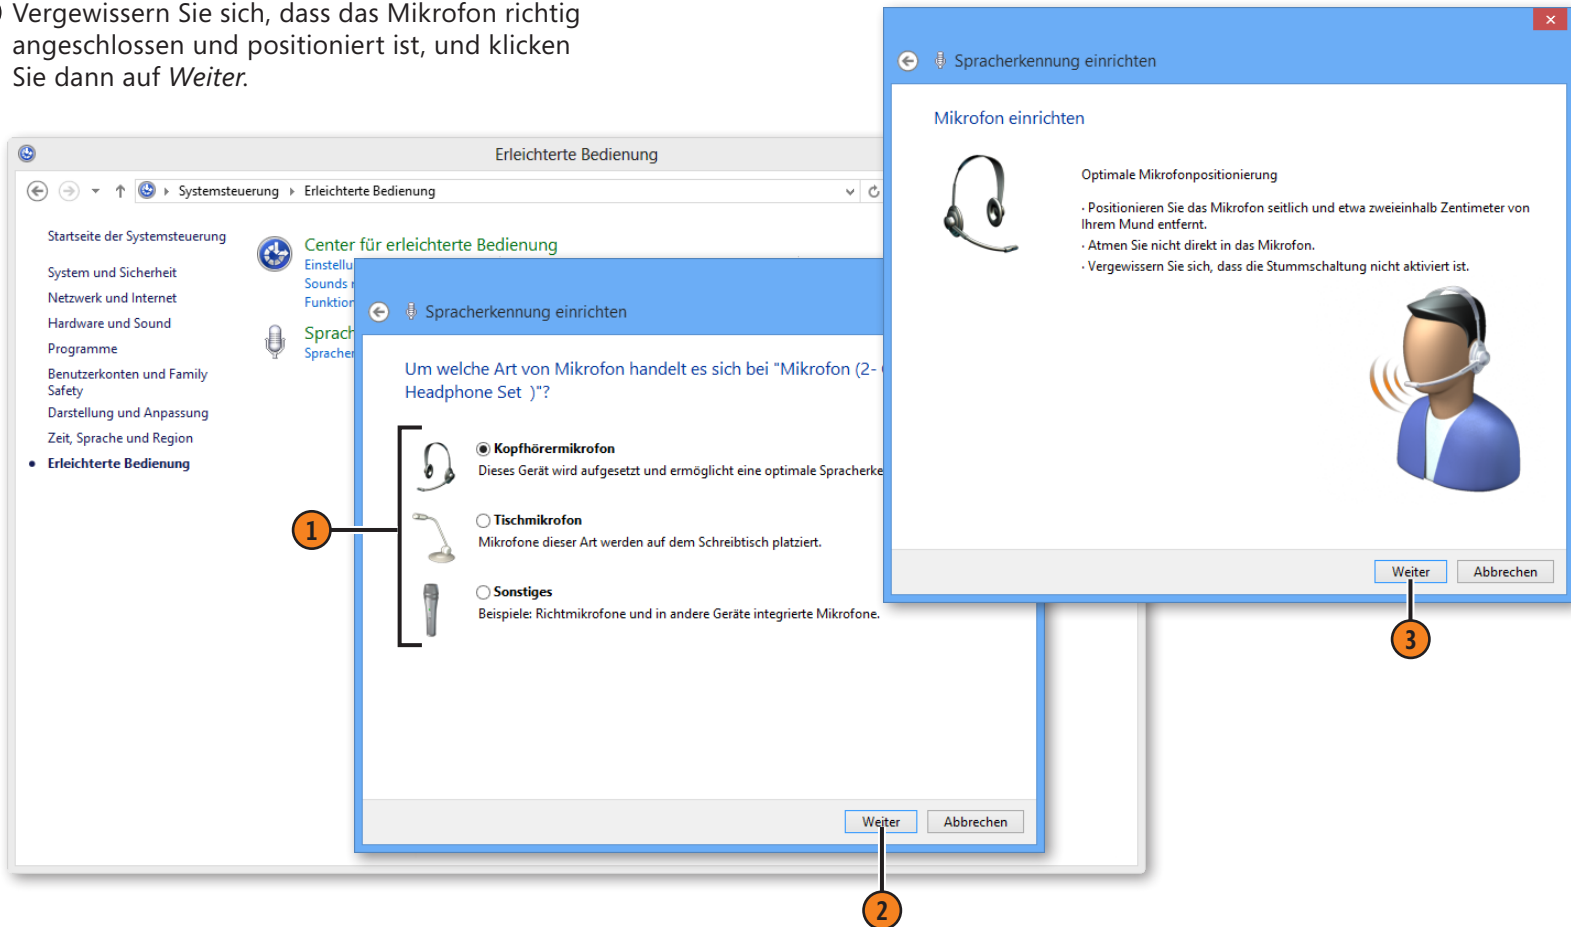 Vergewissern Sie sich, dass das Mikrofon richtig
angeschlossen und positioniert ist, und klicken
Sie dann auf Weiter.
Erleichterte Bedienung
Systemsteuerung
Erleichterte Bedienung
Startseite der Systemsteuerung
System und Sicherheit
Netzwerk und Internet
Hardware und Sound
Programme
Benutzerkonten und Family
Safety
Darstellung und Anpassung
Zeit, Sprache und Region
Erleichterte Bedienung
Center für erleichterte Bedienung
Sounds
Spracherkennung einrichten
Um welche Art von Mikrofon handelt es sich bei "Mikrofon (2-
Headphone Set )"?
Kopfhörermikrofon
Dieses Gerät wird aufgesetzt und ermöglicht eine optimale
Tischmikrofon
Mikrofone dieser Art werden auf dem Schreibtisch platziert.
Sonstiges
Beispiele: Richtmikrofone und in andere Geräte integrierte Mikrofone.
1
Weiter
Abbrechen
2
Spracherkennung einrichten
Mikrofon einrichten
Optimale Mikrofonpositionierung
· Positionieren Sie das Mikrofon seitlich und etwa zweieinhalb Zentimeter von
Ihrem Mund entfernt.
· Atmen Sie nicht direkt in das Mikrofon.
· Vergewissern Sie sich, dass die Stummschaltung nicht aktiviert ist.
Weiter
Abbrechen
3